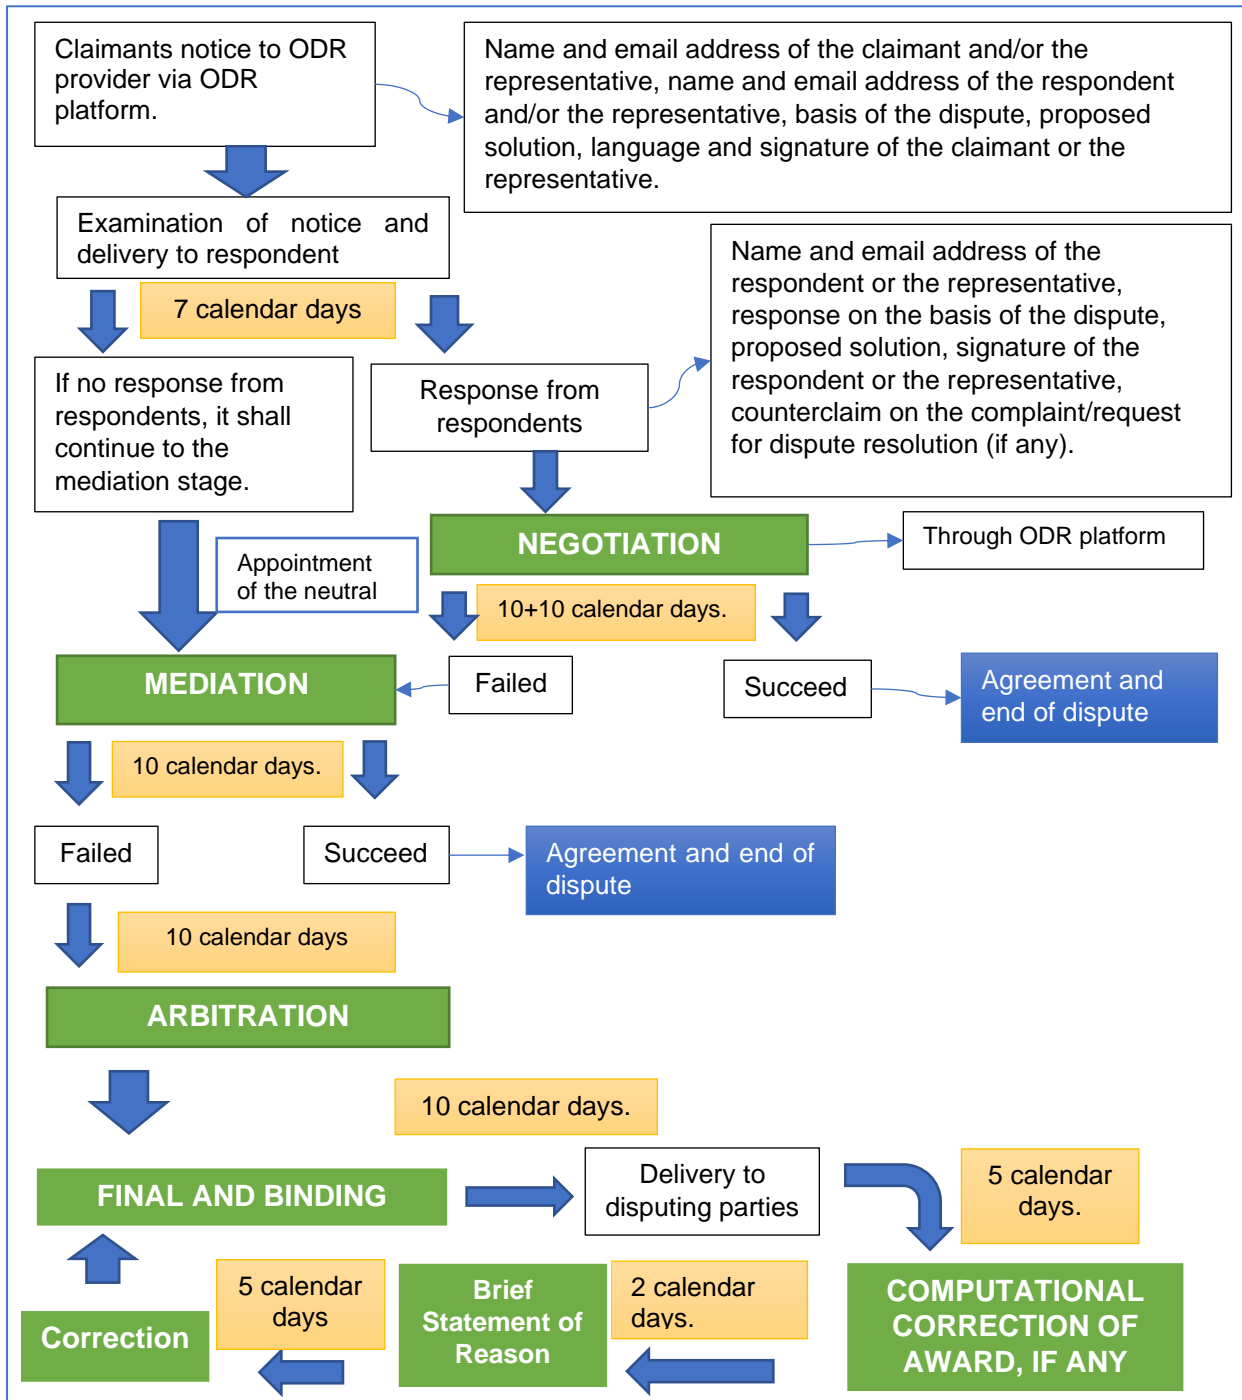 Claimants notice to ODR
provider via ODR
platform.
Name and email address of the claimant and/or the
representative, name and email address of the respondent
and/or the representative, basis of the dispute, proposed
solution, language and signature of the claimant or the
representative.
Examination of notice and
delivery to respondent
Name and email address of the
respondent or the representative,
response on the basis of the dispute,
proposed solution, signature of the
respondent or the representative,
counterclaim on the complaint/request
for dispute resolution (if any).
7 calendar days
If no response from
respondents, it shall
continue to the
mediation stage.
Response from
respondents
NEGOTIATION
Through ODR platform
Appointment
of the neutral
10+10 calendar days.
MEDIATION
Failed
Succeed
Agreement and
end of dispute
10 calendar days.
Failed
Succeed
Agreement and end of
dispute
10 calendar days
ARBITRATION
10 calendar days.
FINAL AND BINDING
Delivery to
disputing parties
5 calendar
days.
COMPUTATIONAL
CORRECTION OF
AWARD, IF ANY
2 calendar
days.
Brief
Statement of
Reason
5 calendar
days
Correction